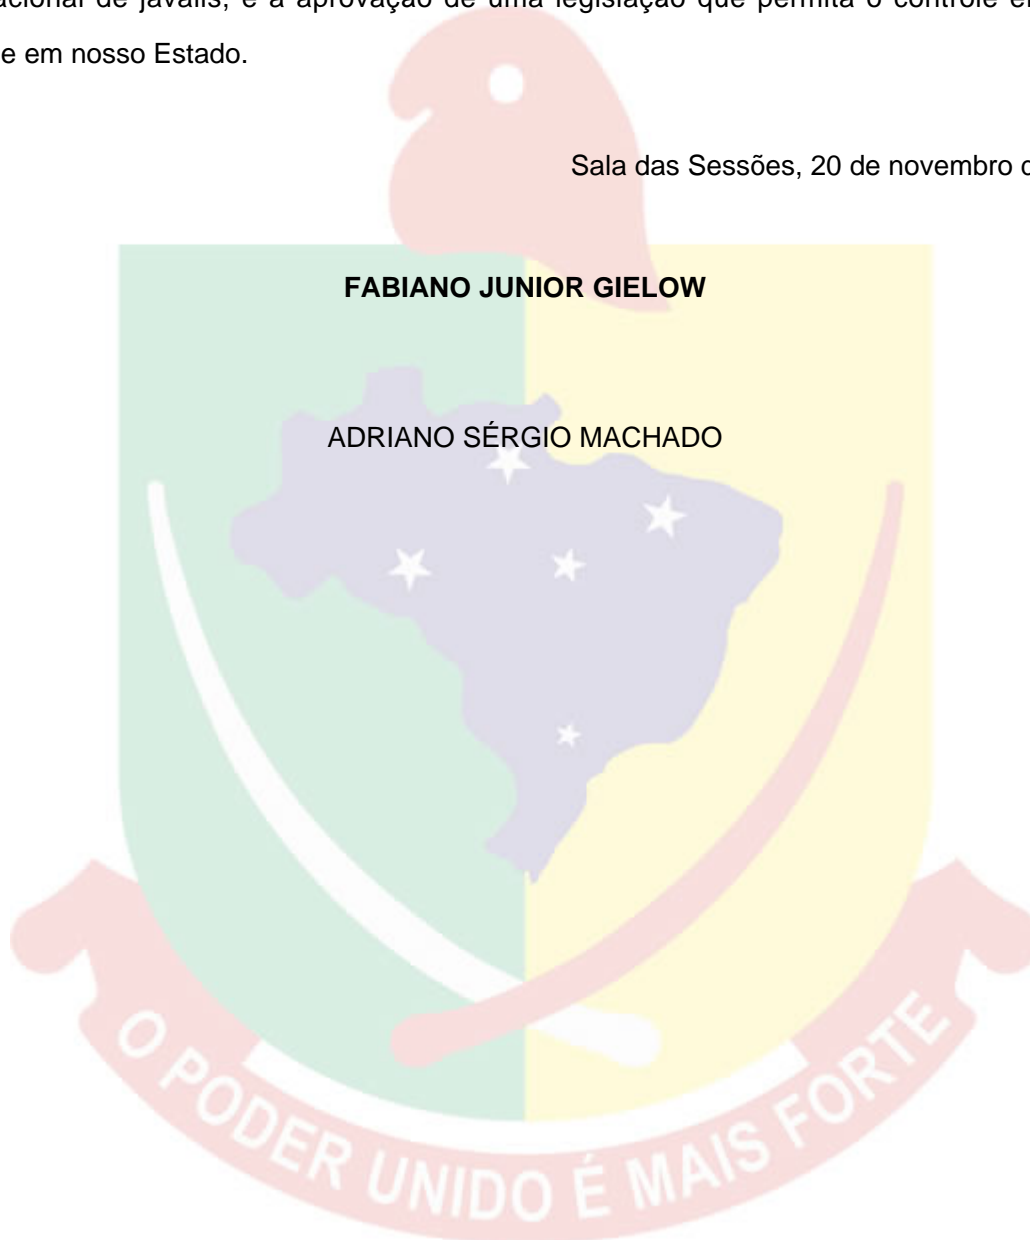 de javalis, e a aprovação de uma legislação que permita o controle
e em nosso Estado.
Sala das Sessões, 20 de novembro
FABIANO JUNIOR GIELOW
ADRIANO SÉRGIO MACHADO
O PODER UNIDO É MAIS FORTE